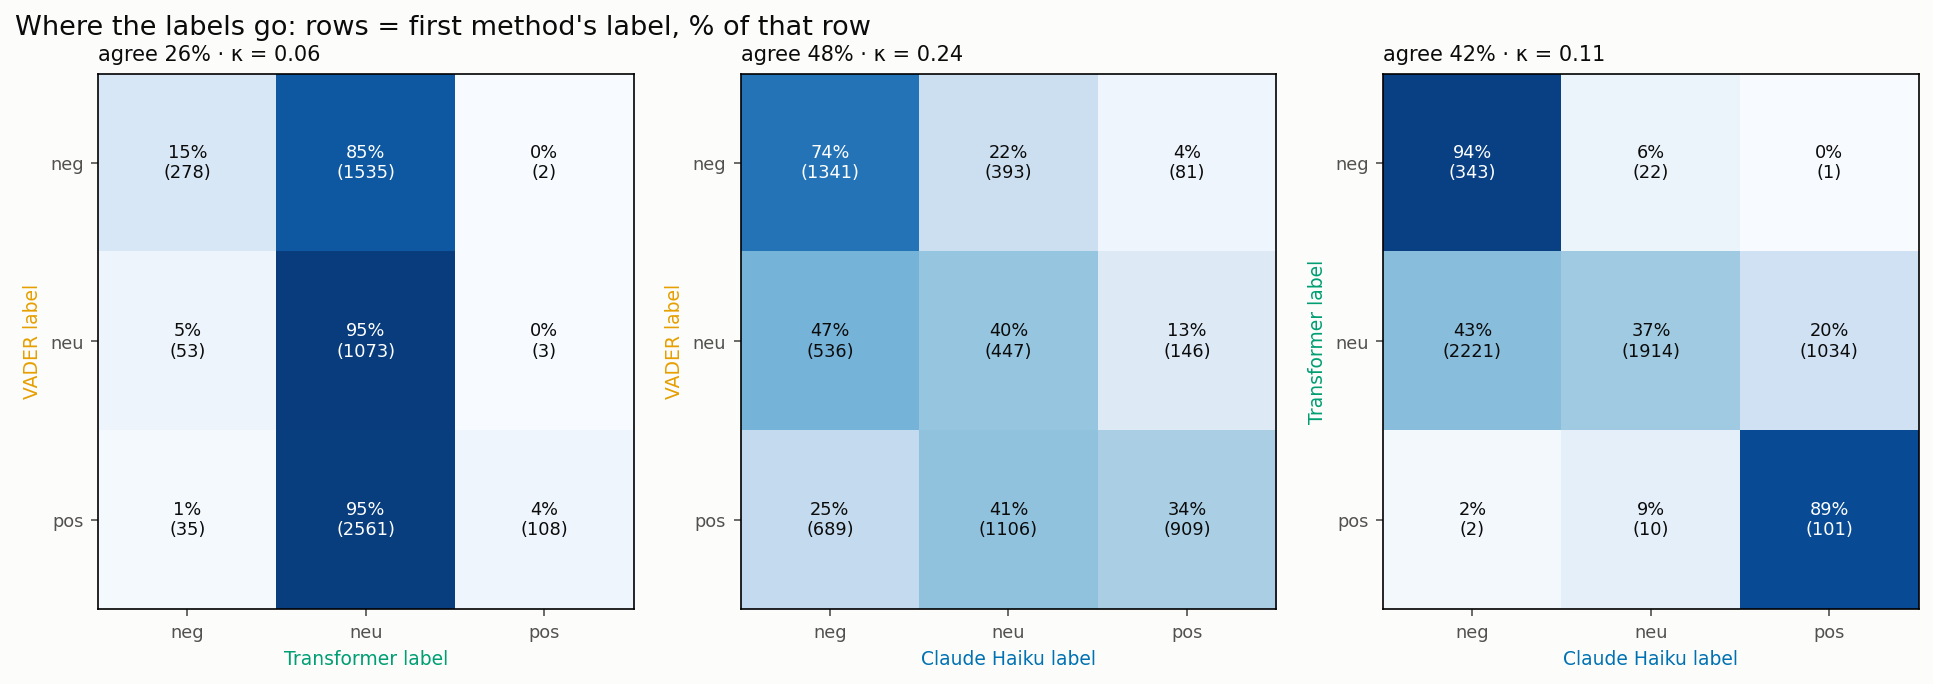 Where the labels go: rows = first method's label, % of that row
agree 26% · κ = 0.06
VADER label
neg
neu
pos
15%
(278)
85%
(1535)
0%
(2)
5%
(53)
95%
(1073)
0%
(3)
1%
(35)
95%
(2561)
4%
(108)
neg
neu
pos
Transformer label
agree 48% · κ = 0.24
VADER label
neg
neu
pos
74%
(1341)
22%
(393)
4%
(81)
47%
(536)
40%
(447)
13%
(146)
25%
(689)
41%
(1106)
34%
(909)
neg
neu
pos
Claude Haiku label
agree 42% · κ = 0.11
Transformer label
neg
neu
pos
94%
(343)
6%
(22)
0%
(1)
43%
(2221)
37%
(1914)
20%
(1034)
2%
(2)
9%
(10)
89%
(101)
neg
neu
pos
Claude Haiku label